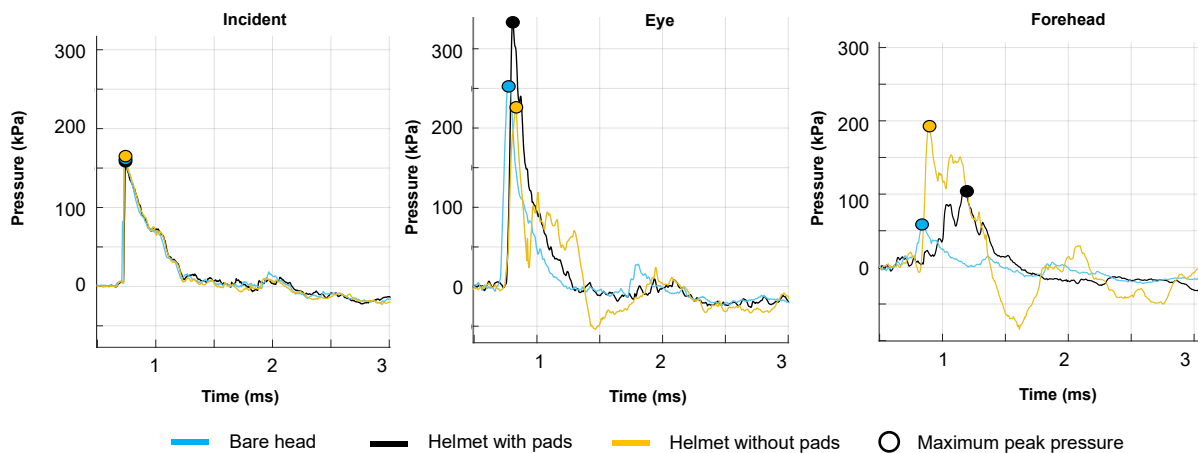 Incident
Eye
Forehead
Pressure (kPa)
300
200
100
0
1
2
3
Time (ms)
Pressure (kPa)
300
200
100
0
1
2
3
Time (ms)
Pressure (kPa)
300
200
100
0
1
2
3
Time (ms)
Bare head
Helmet with pads
Helmet without pads
Maximum peak pressure